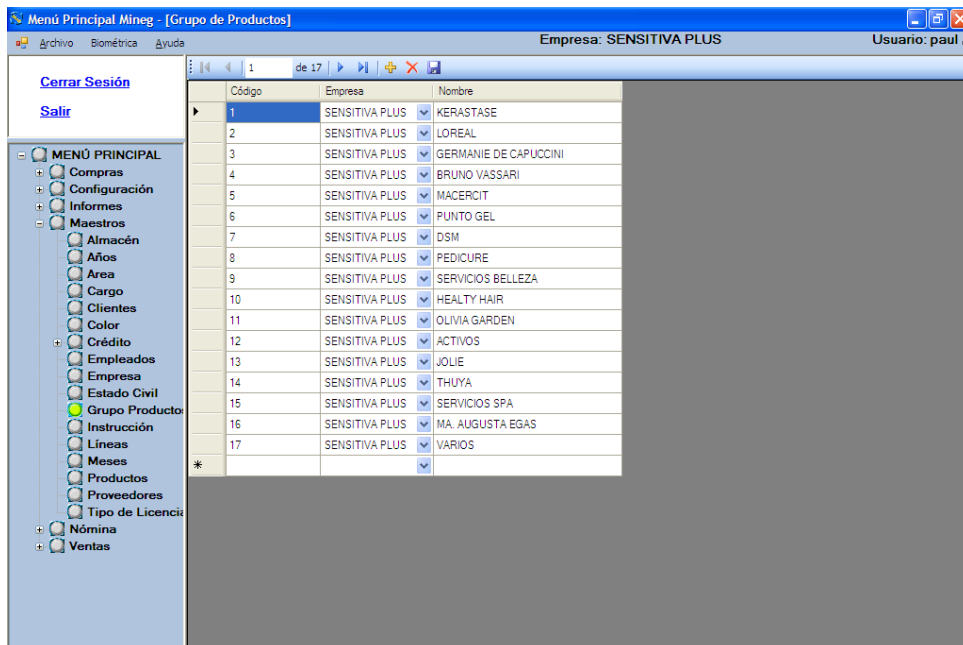 Menú Principal Mineg - [Grupo de Productos]
Archivo Biométrica Ayuda Empresa: SENSITIVA PLUS Usuario: paul
Cerrar Sesión
Salir
1 de 17
MENÚ PRINCIPAL
Compras
Configuración
Informes
Maestros
Almacén
Años
Area
Cargo
Clientes
Color
Crédito
Empleados
Empresa
Estado Civil
Grupo Producto
Instrucción
Líneas
Meses
Productos
Proveedores
Tipo de Licencia
Nómina
Ventas
Código Empresa Nombre
1 SENSITIVA PLUS KERASTASE
2 SENSITIVA PLUS LOREAL
3 SENSITIVA PLUS GERMANIE DE CAPUCCINI
4 SENSITIVA PLUS BRUNO VASSARI
5 SENSITIVA PLUS MACERCIT
6 SENSITIVA PLUS PUNTO GEL
7 SENSITIVA PLUS DSM
8 SENSITIVA PLUS PEDICURE
9 SENSITIVA PLUS SERVICIOS BELLEZA
10 SENSITIVA PLUS HEALTY HAIR
11 SENSITIVA PLUS OLIVIA GARDEN
12 SENSITIVA PLUS ACTIVOS
13 SENSITIVA PLUS JOLIE
14 SENSITIVA PLUS THUYA
15 SENSITIVA PLUS SERVICIOS SPA
16 SENSITIVA PLUS MA. AUGUSTA EGAS
17 SENSITIVA PLUS VARIOS